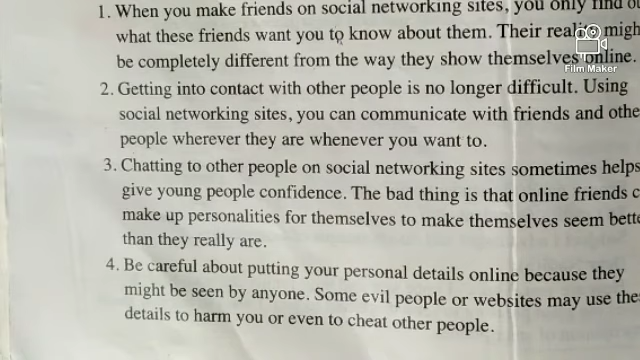 1. When you make friends on social networking sites, you only find
what these friends want you to know about them. Their reality
be completely different from the way they show themselves online.
2. Getting into contact with other people is no longer difficult. Using
social networking sites, you can communicate with friends and
people wherever they are whenever you want to.
3. Chatting to other people on social networking sites sometimes helps
give young people confidence. The bad thing is that online friends
make up personalities for themselves to make themselves seem
than they really are.
4. Be careful about putting your personal details online because they
might be seen by anyone. Some evil people or websites may use
details to harm you or even to cheat other people.
Film Maker